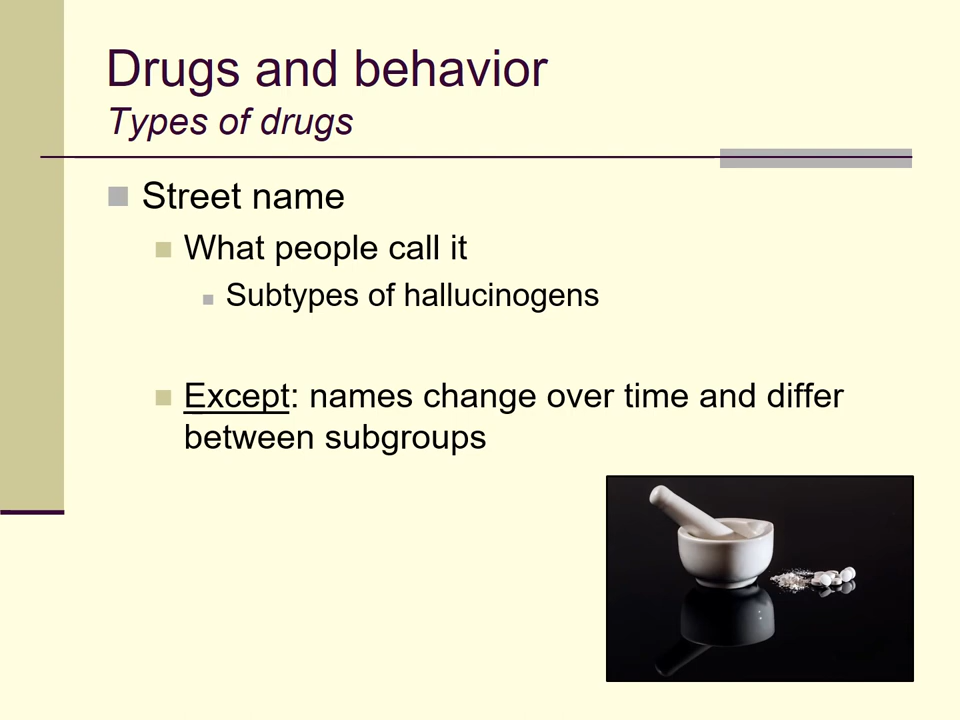 Drugs and behavior
Types of drugs
Street name
What people call it
Subtypes of hallucinogens
Except: names change over time and differ
between subgroups